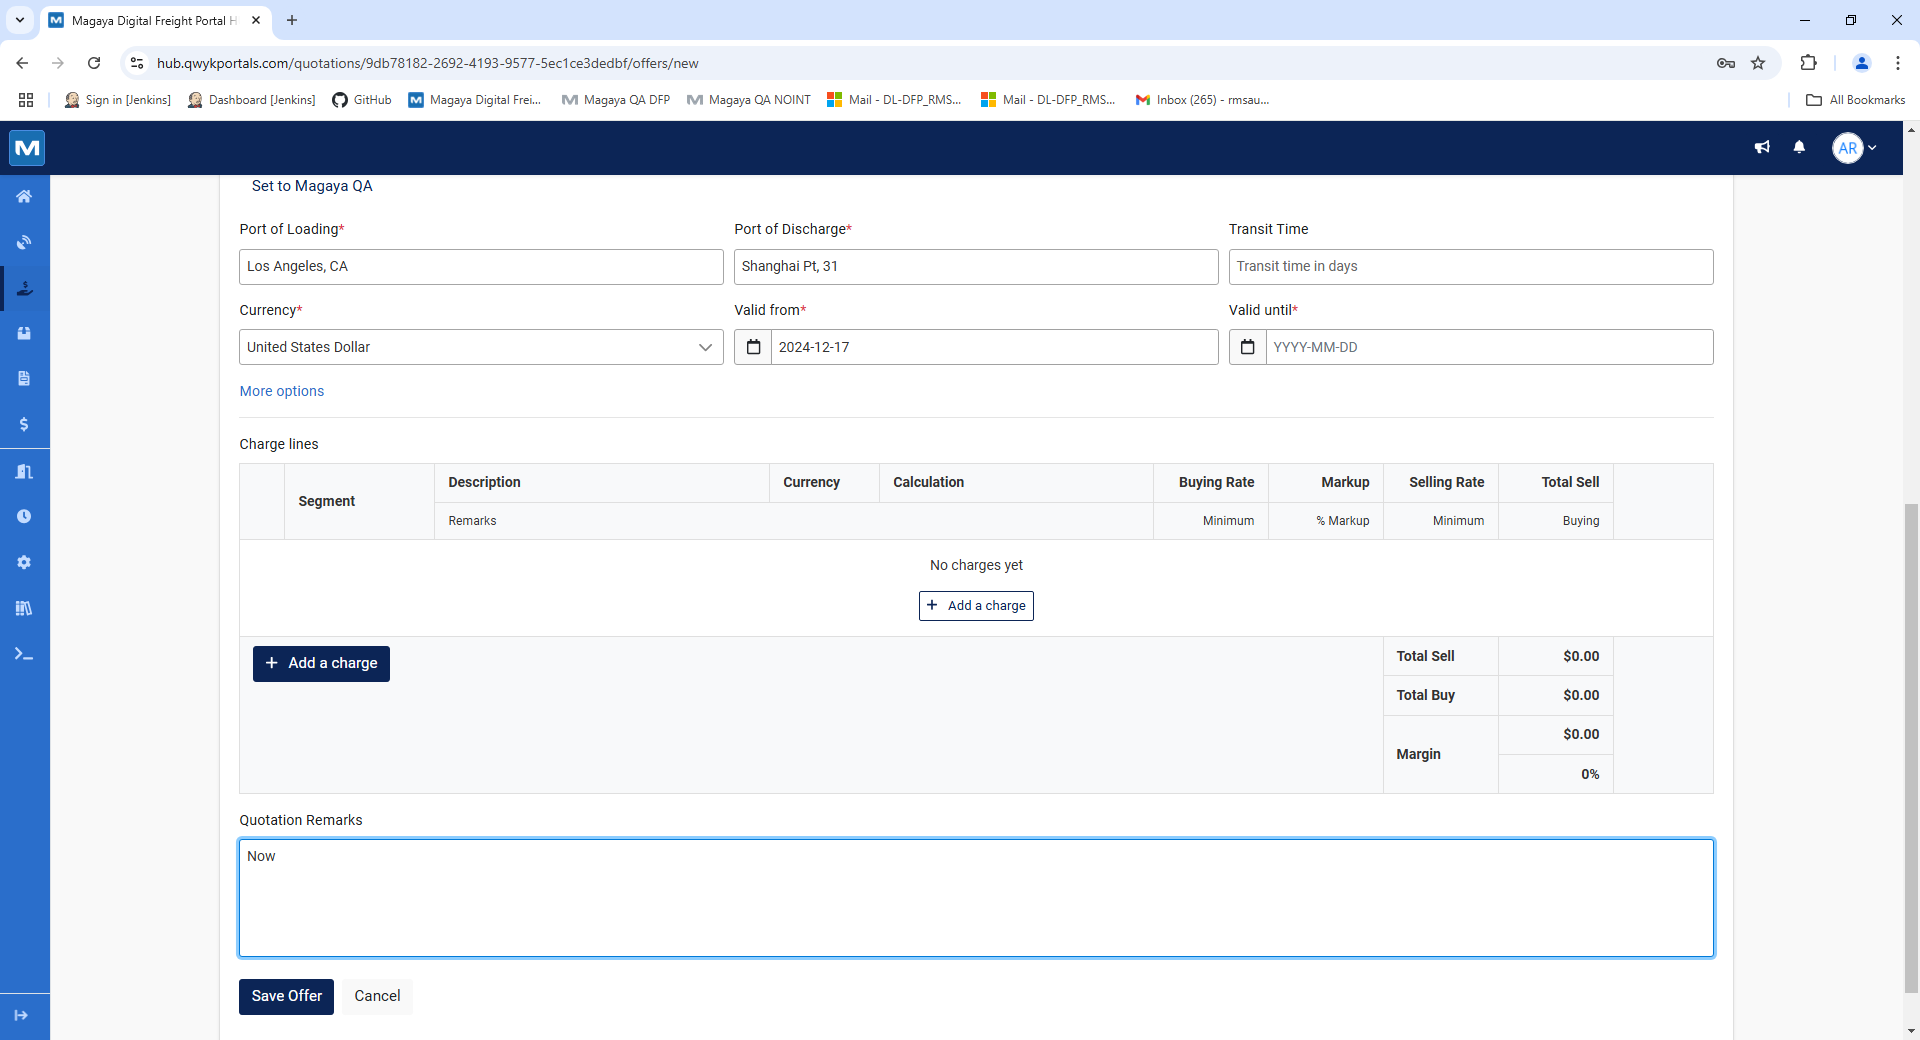 Magaya Digital Freight Portal H
hub.qwykportals.com/quotations/9db78182-2692-4193-9577-5ec1ce3dedbf/offers/new
Sign in [Jenkins]
Dashboard [Jenkins]
GitHub
Magaya Digital Frei...
Magaya QA DFP
Magaya QA NOINT
Mail - DL-DFP_RMS...
Mail - DL-DFP_RMS...
Inbox (265) - rmsau...
All Bookmarks
AR
Set to Magaya QA
Port of Loading*
Port of Discharge*
Transit Time
Los Angeles, CA
Shanghai Pt, 31
Transit time in days
Currency*
Valid from*
Valid until*
United States Dollar
2024-12-17
YYYY-MM-DD
More options
Charge lines
Segment
Description
Currency
Calculation
Buying Rate
Markup
Selling Rate
Total Sell
Remarks
Minimum
% Markup
Minimum
Buying
No charges yet
+ Add a charge
+ Add a charge
Total Sell
$0.00
Total Buy
$0.00
Margin
$0.00
0%
Quotation Remarks
Now
Save Offer
Cancel